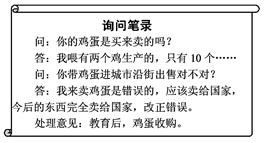 询问笔录
问：你的鸡蛋是买来卖的吗？
答：我喂有两个鸡生产的，只有 10 个……
问：你带鸡蛋进城市沿街出售对不对？
答：我来卖鸡蛋是错误的，应该卖给国家，
今后的东西完全卖给国家，改正错误。
处理意见：教育后，鸡蛋收购。